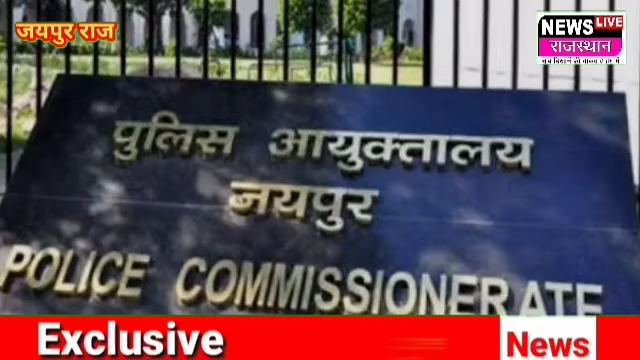 जयपुर राज
NEWS LIVE
राजस्थान
पुलिस आयुक्तालय
जयपुर
POLICE COMMISSIONERATE
Exclusive
News